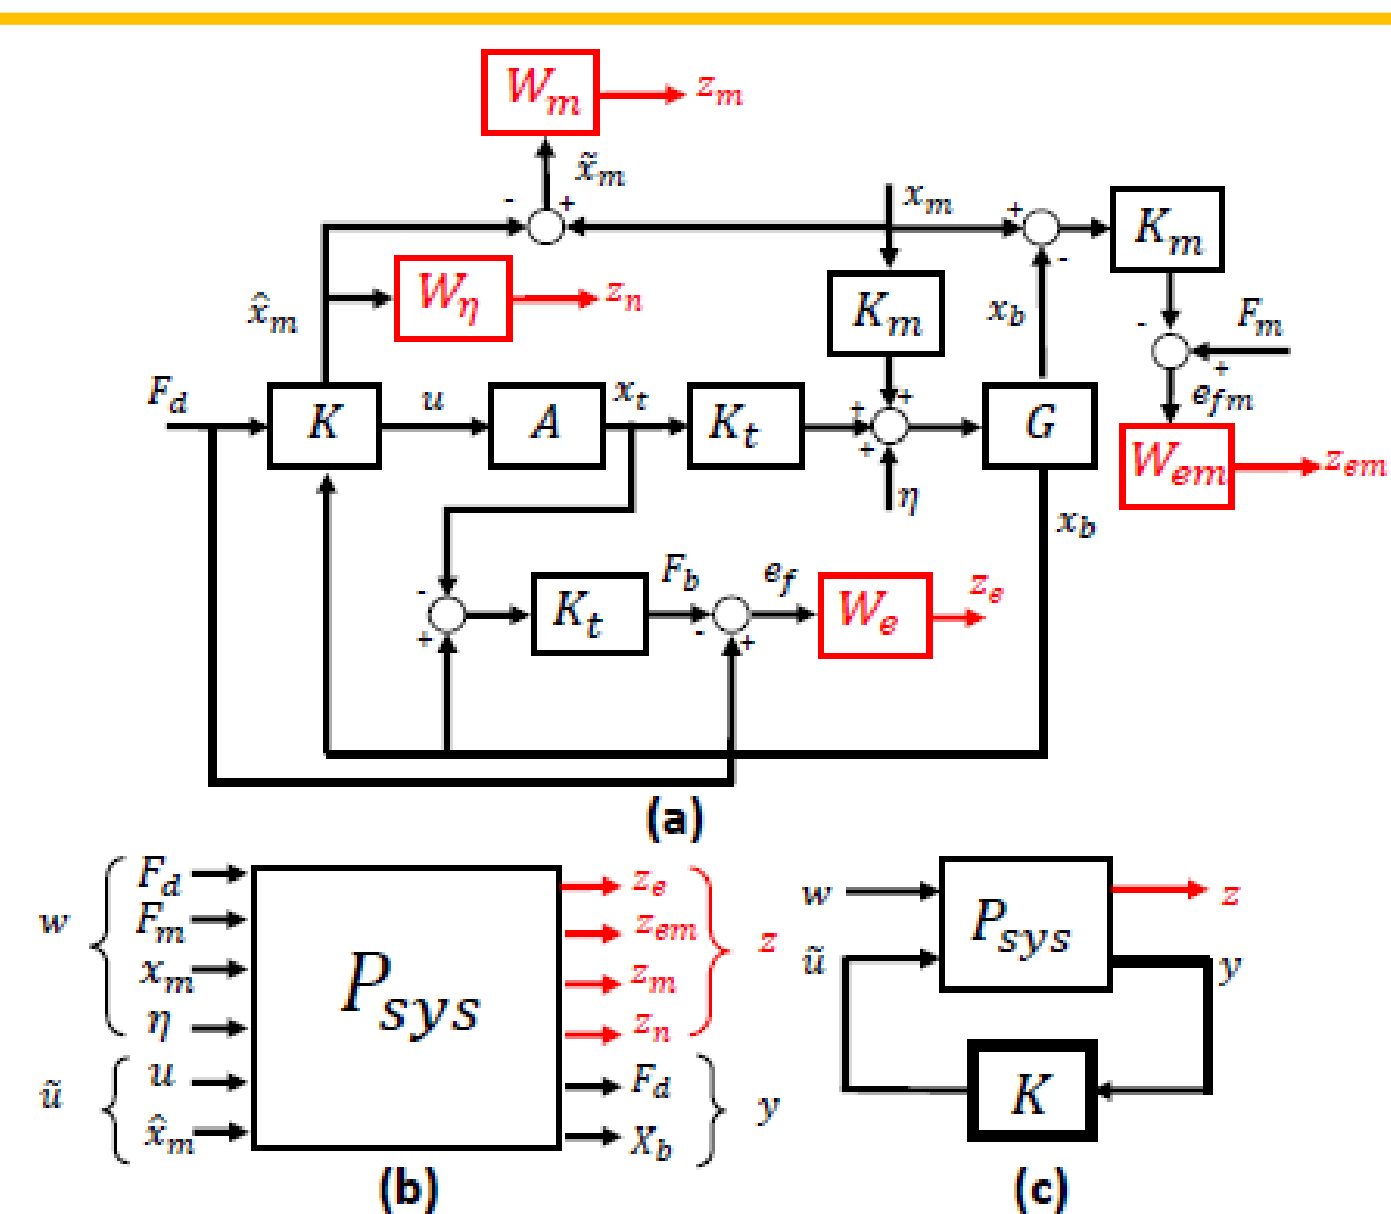 W_m z_m
x̃_m
- +
x_m
+ K_m
-
x̂_m W_η z_n
K_m x_b - F_m
+
F_d K u A x_t K_t + + + G e_fm
W_em z_em
η
x_b
- K_t F_b e_f W_e z_e
+ - +
(a)
w F_d z_e
F_m z_em z
x_m P_sys z_m
η z_n
ũ u F_d y
x̂_m X_b
(b)
w P_sys z
ũ y
K
(c)